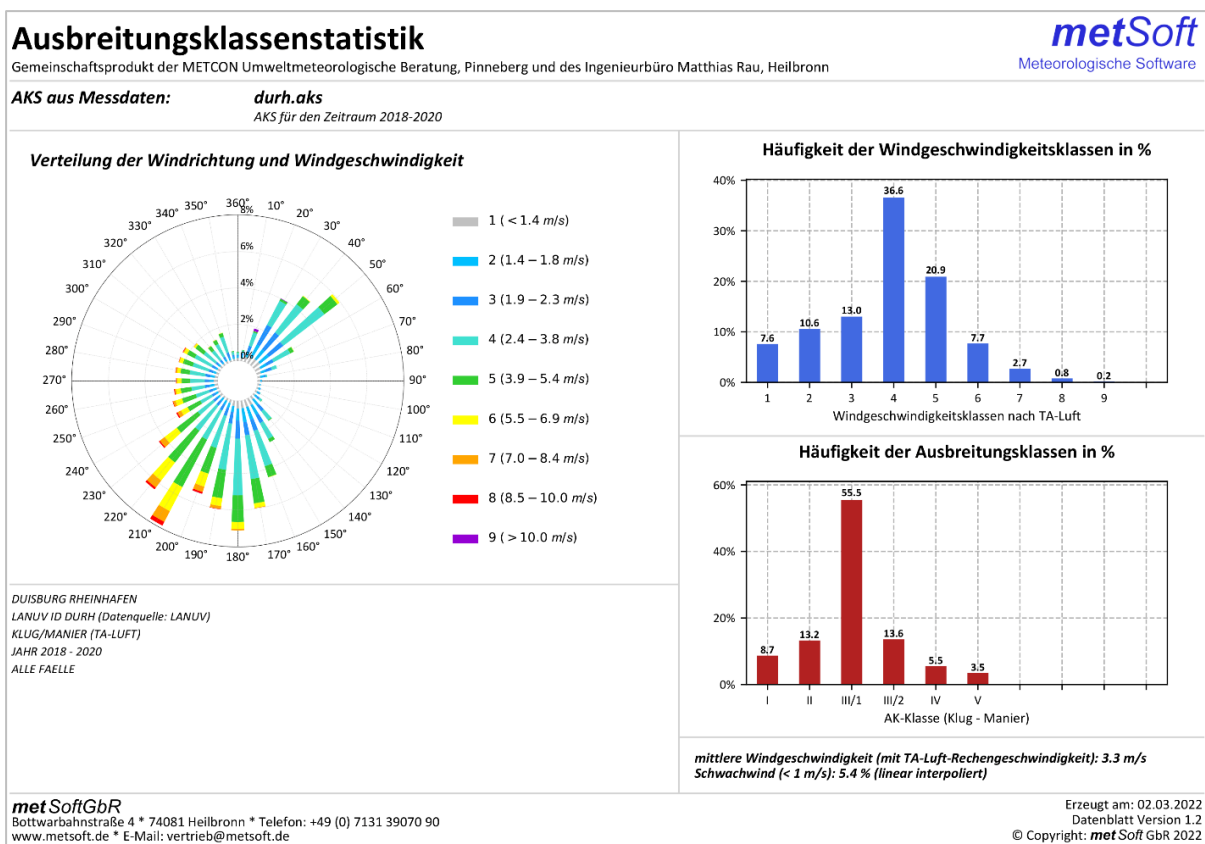 Ausbreitungsklassenstatistik
Gemeinschaftsprodukt der METCON Umweltmeteorologische Beratung, Pinneberg und des Ingenieurbüro Matthias Rau, Heilbronn
metSoft
Meteorologische Software
AKS aus Messdaten: durh.aks
AKS für den Zeitraum 2018-2020
Verteilung der Windrichtung und Windgeschwindigkeit
360°
10°
20°
30°
40°
50°
60°
70°
80°
90°
100°
110°
120°
130°
140°
150°
160°
170°
180°
190°
200°
210°
220°
230°
240°
250°
260°
270°
280°
290°
300°
310°
320°
330°
340°
350°
8%
6%
4%
2%
0%
1 ( < 1.4 m/s)
2 (1.4 – 1.8 m/s)
3 (1.9 – 2.3 m/s)
4 (2.4 – 3.8 m/s)
5 (3.9 – 5.4 m/s)
6 (5.5 – 6.9 m/s)
7 (7.0 – 8.4 m/s)
8 (8.5 – 10.0 m/s)
9 ( > 10.0 m/s)
DUISBURG RHEINHAFEN
LANUV ID DURH (Datenquelle: LANUV)
KLUG/MANIER (TA-LUFT)
JAHR 2018 - 2020
ALLE FAELLE
Häufigkeit der Windgeschwindigkeitsklassen in %
40%
30%
20%
10%
0%
7.6
10.6
13.0
36.6
20.9
7.7
2.7
0.8
0.2
1 2 3 4 5 6 7 8 9
Windgeschwindigkeitsklassen nach TA-Luft
Häufigkeit der Ausbreitungsklassen in %
60%
40%
20%
0%
8.7
13.2
55.5
13.6
5.5
3.5
I II III/1 III/2 IV V
AK-Klasse (Klug - Manier)
mittlere Windgeschwindigkeit (mit TA-Luft-Rechengeschwindigkeit): 3.3 m/s
Schwachwind (< 1 m/s): 5.4 % (linear interpoliert)
metSoftGbR
Bottwarbahnstraße 4 * 74081 Heilbronn * Telefon: +49 (0) 7131 39070 90
www.metsoft.de * E-Mail: vertrieb@metsoft.de
Erzeugt am: 02.03.2022
Datenblatt Version 1.2
© Copyright: metSoft GbR 2022